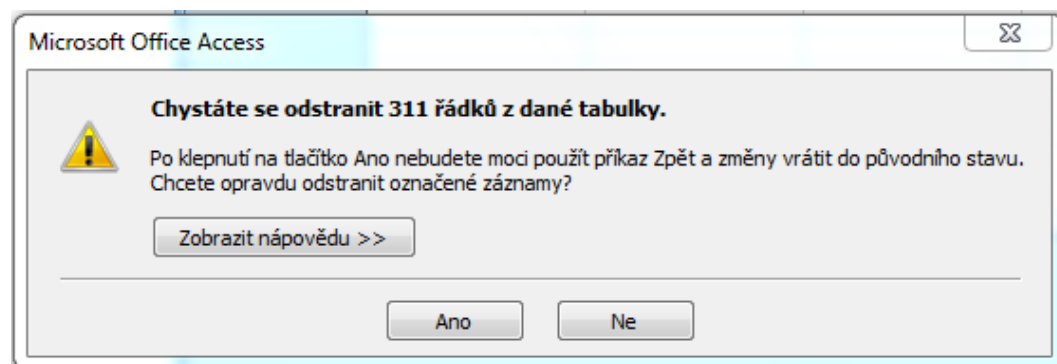 Microsoft Office Access
Chystáte se odstranit 311 řádků z dané tabulky.
Po klepnutí na tlačítko Ano nebudete moci použít příkaz Zpět a změny vrátit do původního stavu.
Chcete opravdu odstranit označené záznamy?
Zobrazit nápovědu >>
Ano
Ne